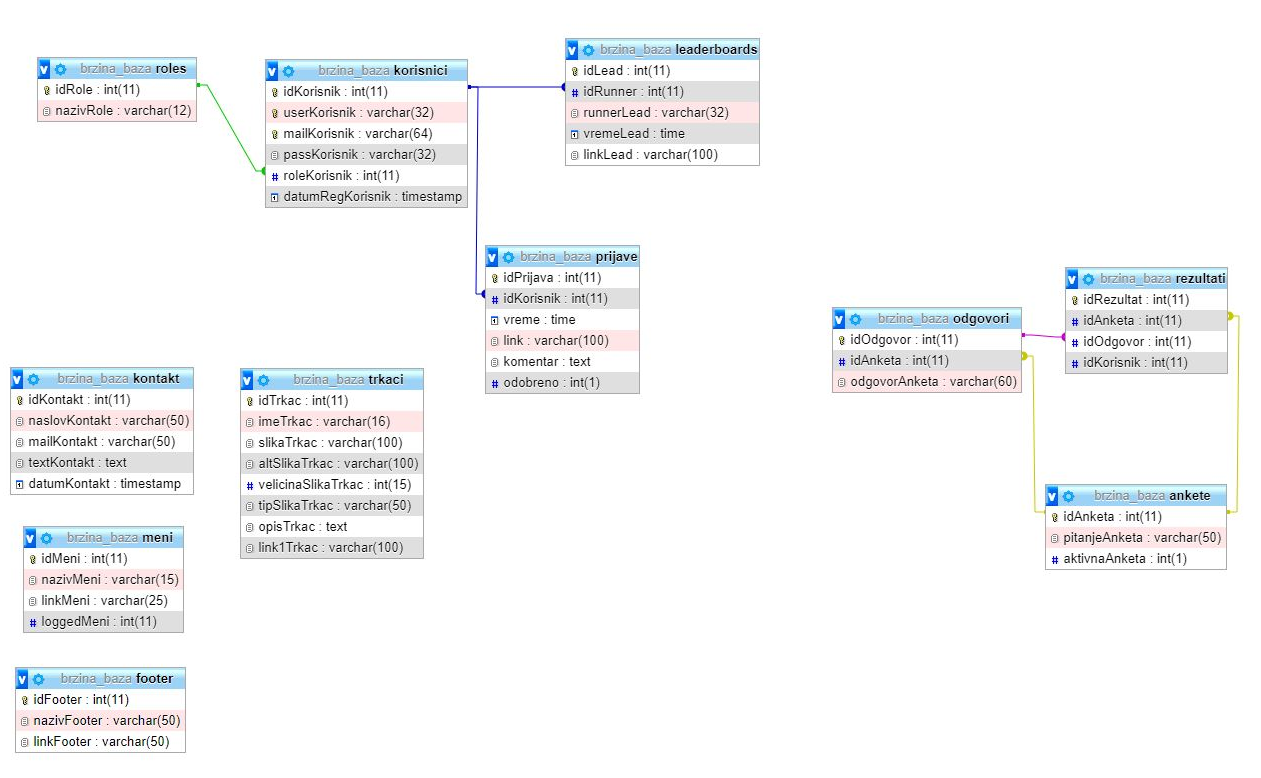 brzina_baza roles
idRole : int(11)
nazivRole : varchar(12)
brzina_baza korisnici
idKorisnik : int(11)
userKorisnik : varchar(32)
mailKorisnik : varchar(64)
passKorisnik : varchar(32)
roleKorisnik : int(11)
datumRegKorisnik : timestamp
brzina_baza leaderboards
idLead : int(11)
idRunner : int(11)
runnerLead : varchar(32)
vremeLead : time
linkLead : varchar(100)
brzina_baza prijave
idPrijava : int(11)
idKorisnik : int(11)
vreme : time
link : varchar(100)
komentar : text
odobreno : int(1)
brzina_baza odgovori
idOdgovor : int(11)
idAnketa : int(11)
odgovorAnketa : varchar(60)
brzina_baza rezultati
idRezultat : int(11)
idAnketa : int(11)
idOdgovor : int(11)
idKorisnik : int(11)
brzina_baza kontakt
idKontakt : int(11)
naslovKontakt : varchar(50)
mailKontakt : varchar(50)
textKontakt : text
datumKontakt : timestamp
brzina_baza trkaci
idTrkac : int(11)
imeTrkac : varchar(16)
slikaTrkac : varchar(100)
altSlikaTrkac : varchar(100)
velicinaSlikaTrkac : int(15)
tipSlikaTrkac : varchar(50)
opisTrkac : text
link1Trkac : varchar(100)
brzina_baza ankete
idAnketa : int(11)
pitanjeAnketa : varchar(50)
aktivnaAnketa : int(1)
brzina_baza meni
idMeni : int(11)
nazivMeni : varchar(15)
linkMeni : varchar(25)
loggedMeni : int(11)
brzina_baza footer
idFooter : int(11)
nazivFooter : varchar(50)
linkFooter : varchar(50)